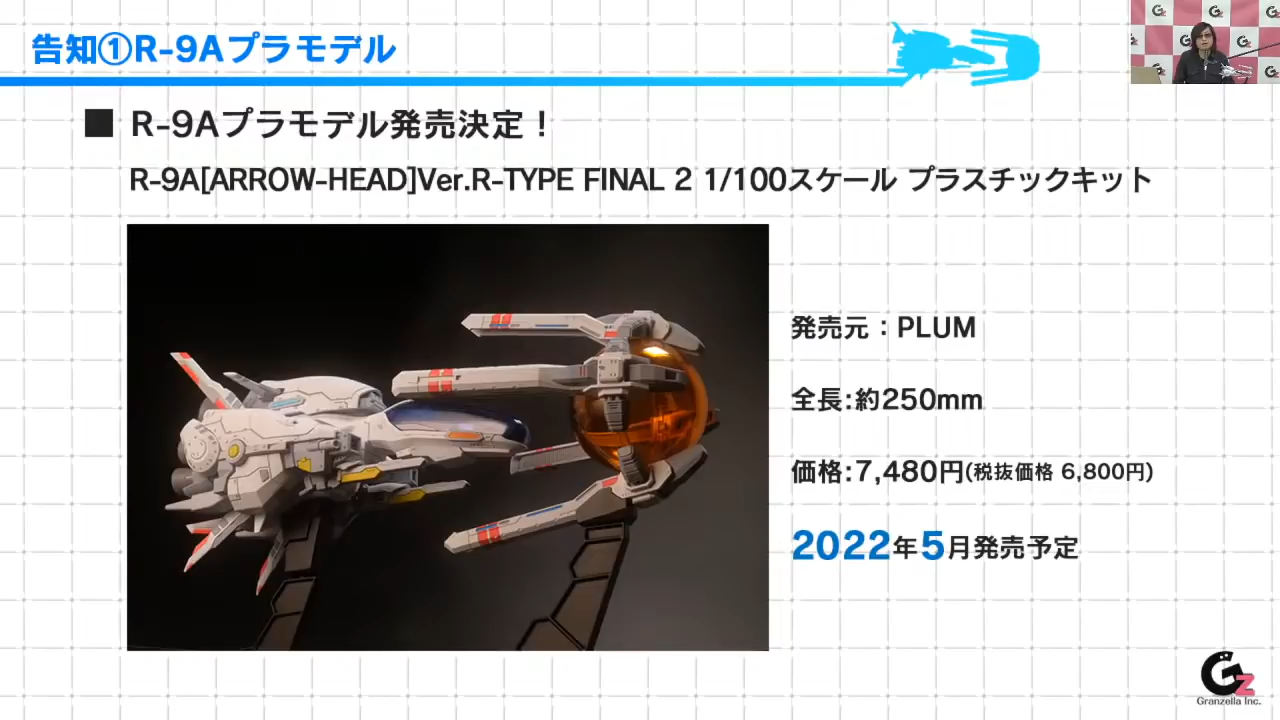 告知①R-9Aプラモデル
■ R-9Aプラモデル発売決定！
R-9A[ARROW-HEAD]Ver.R-TYPE FINAL 2 1/100スケール プラスチックキット
発売元：PLUM
全長:約250mm
価格:7,480円(税抜価格 6,800円)
2022年5月発売予定
Gz
Granzella Inc.